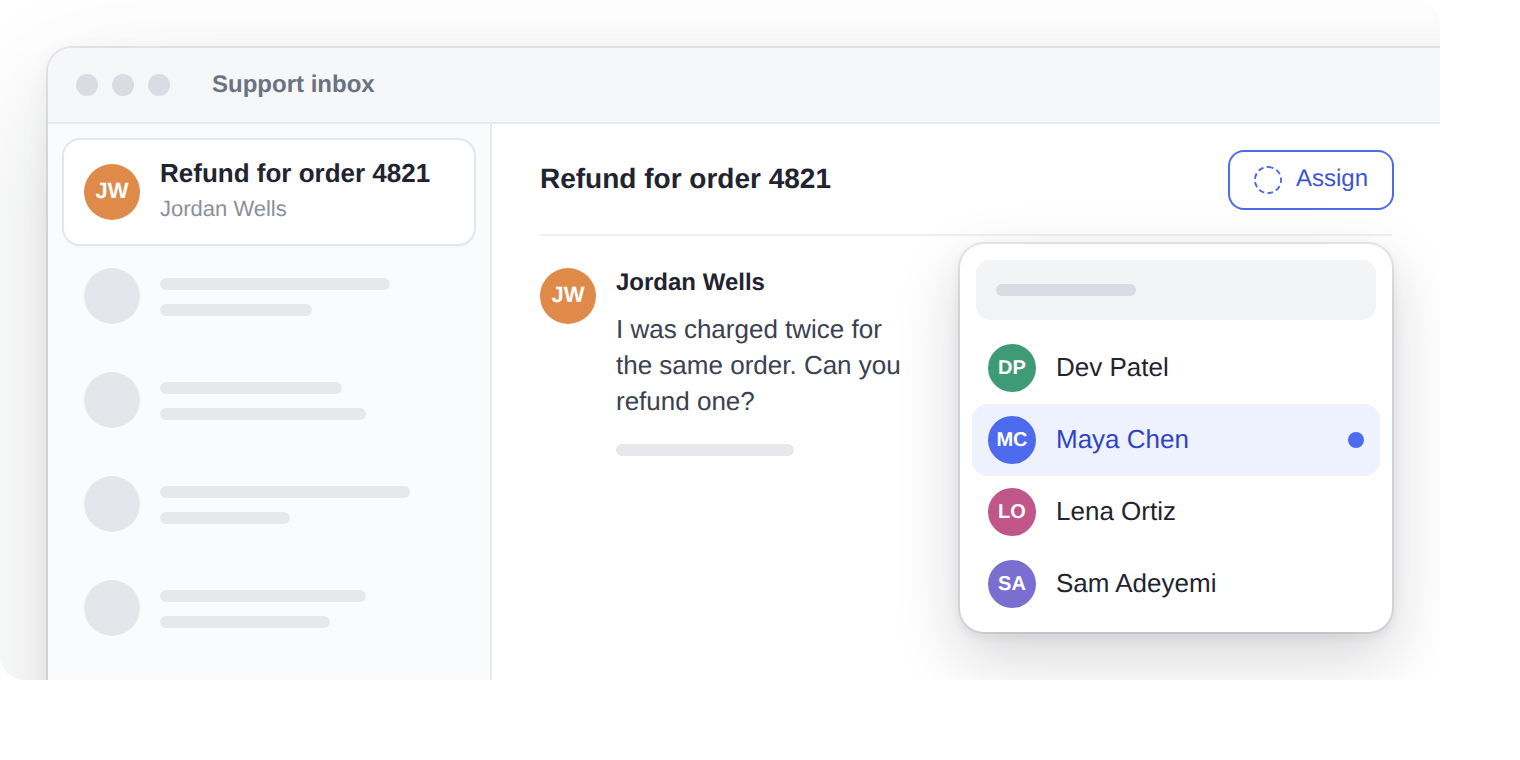 Support inbox
JW
Refund for order 4821
Jordan Wells
Refund for order 4821
Assign
JW
Jordan Wells
I was charged twice for
the same order. Can you
refund one?
DP
Dev Patel
MC
Maya Chen
LO
Lena Ortiz
SA
Sam Adeyemi